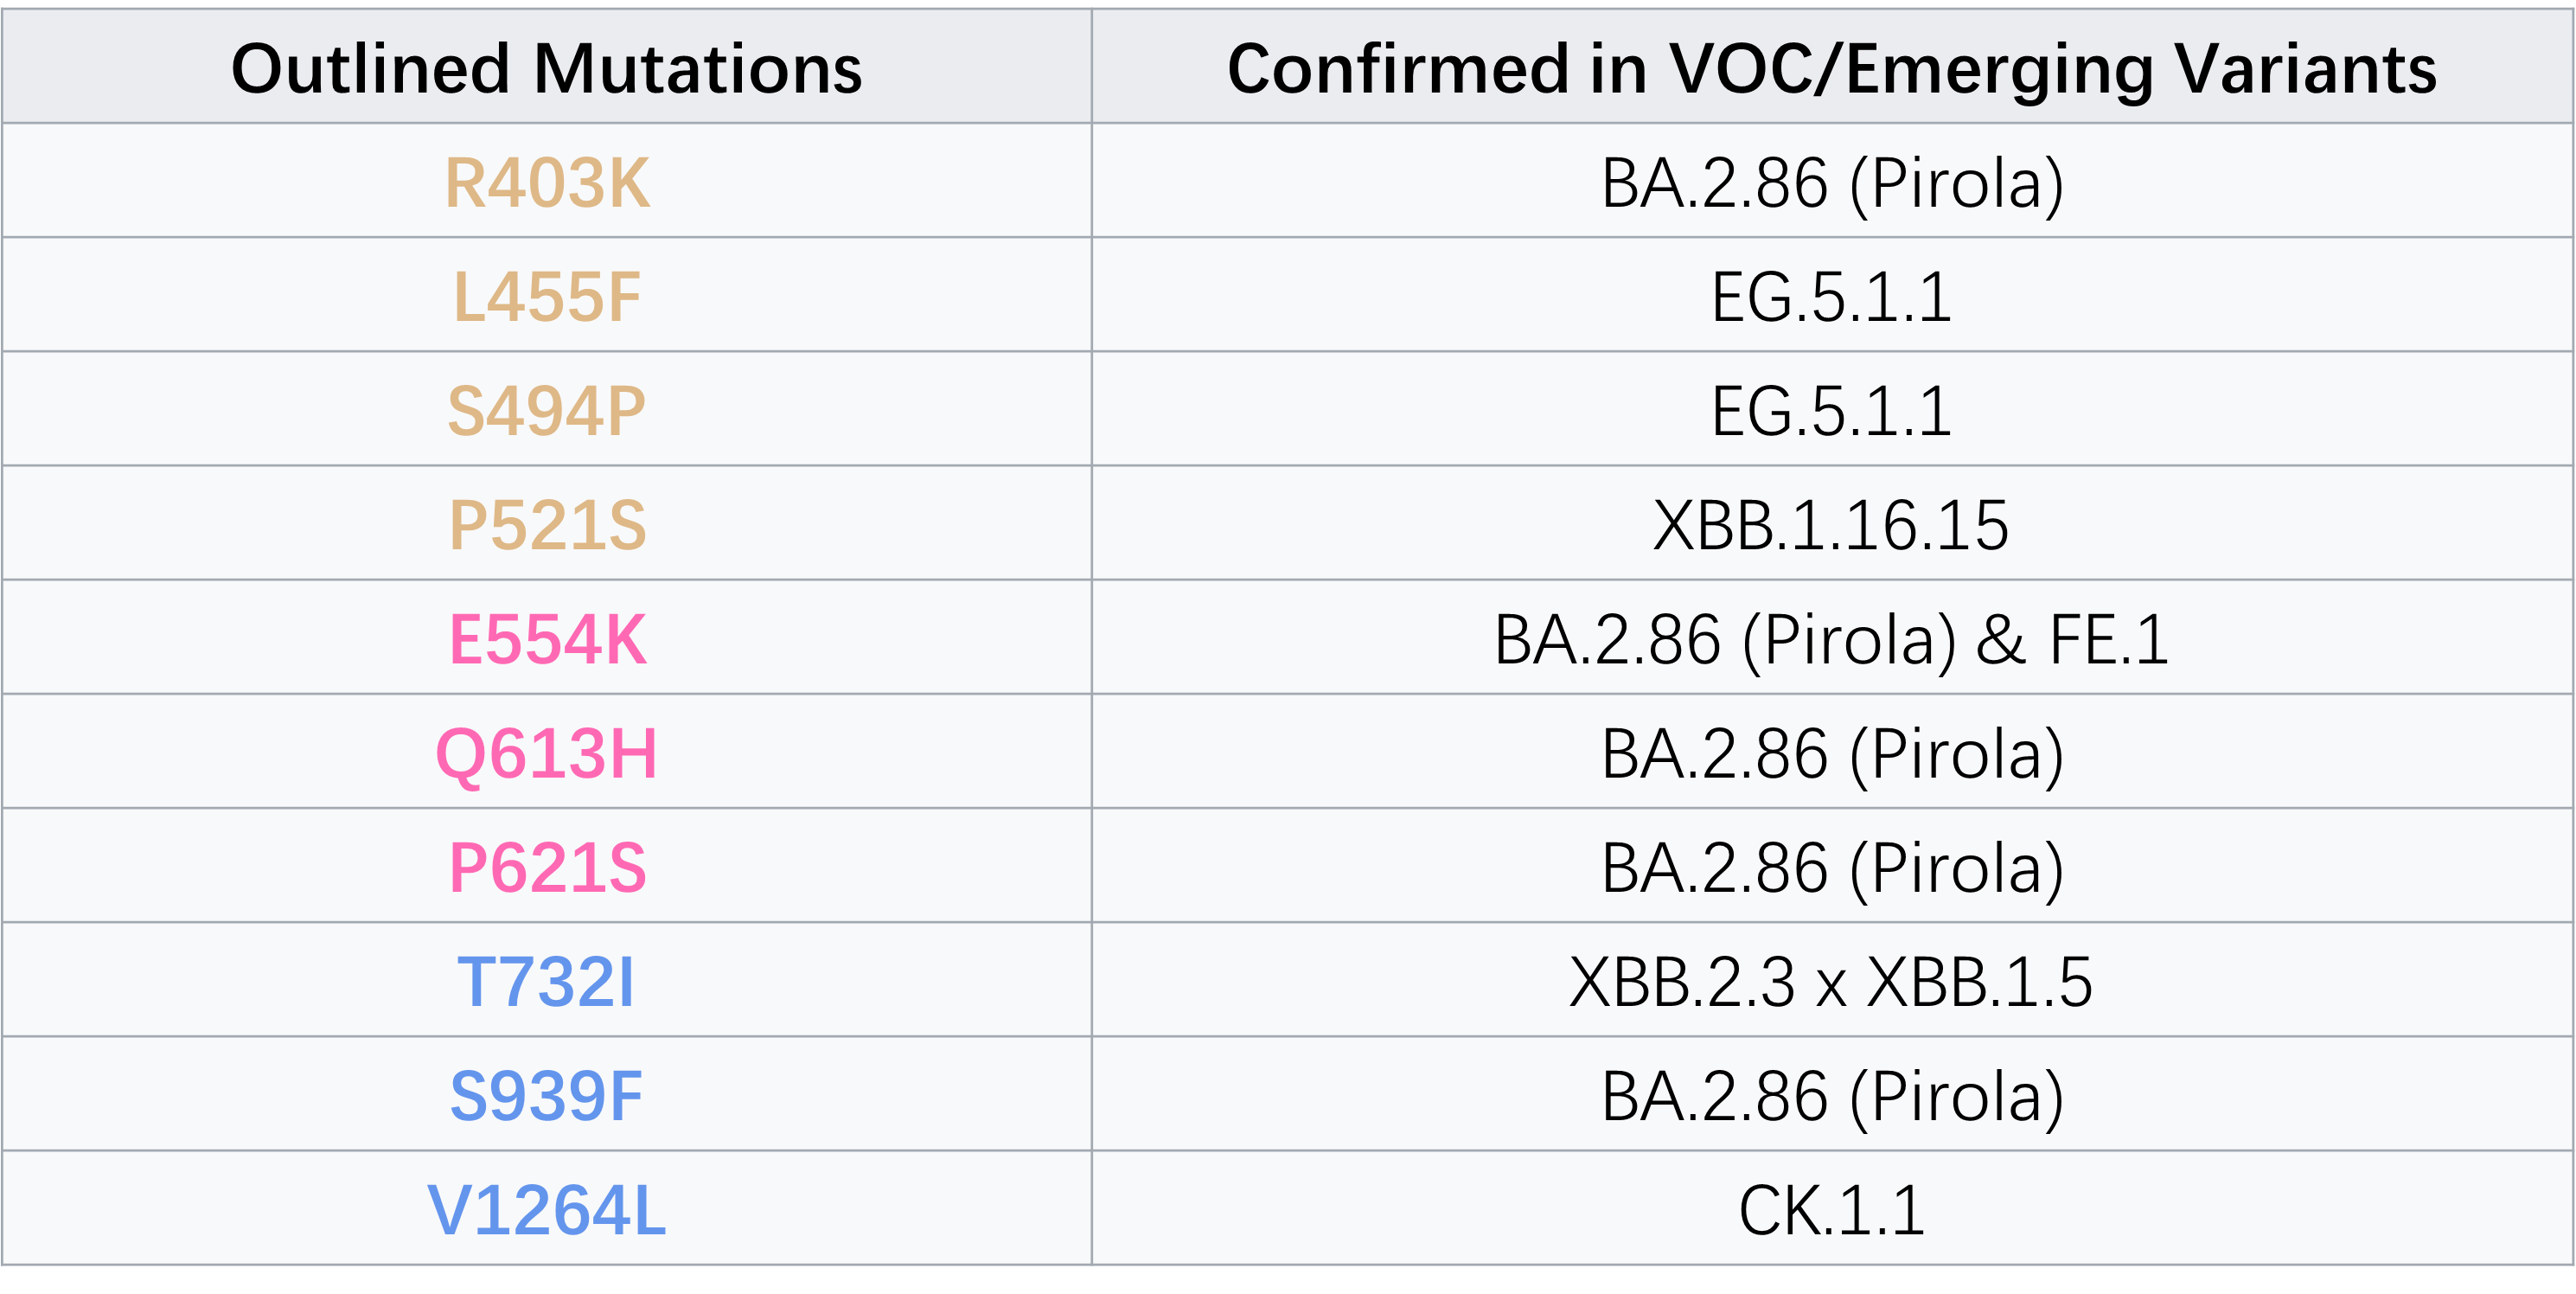 Outlined Mutations Confirmed in VOC/Emerging Variants
R403K BA.2.86 (Pirola)
L455F EG.5.1.1
S494P EG.5.1.1
P521S XBB.1.16.15
E554K BA.2.86 (Pirola) & FE.1
Q613H BA.2.86 (Pirola)
P621S BA.2.86 (Pirola)
T732I XBB.2.3 x XBB.1.5
S939F BA.2.86 (Pirola)
V1264L CK.1.1